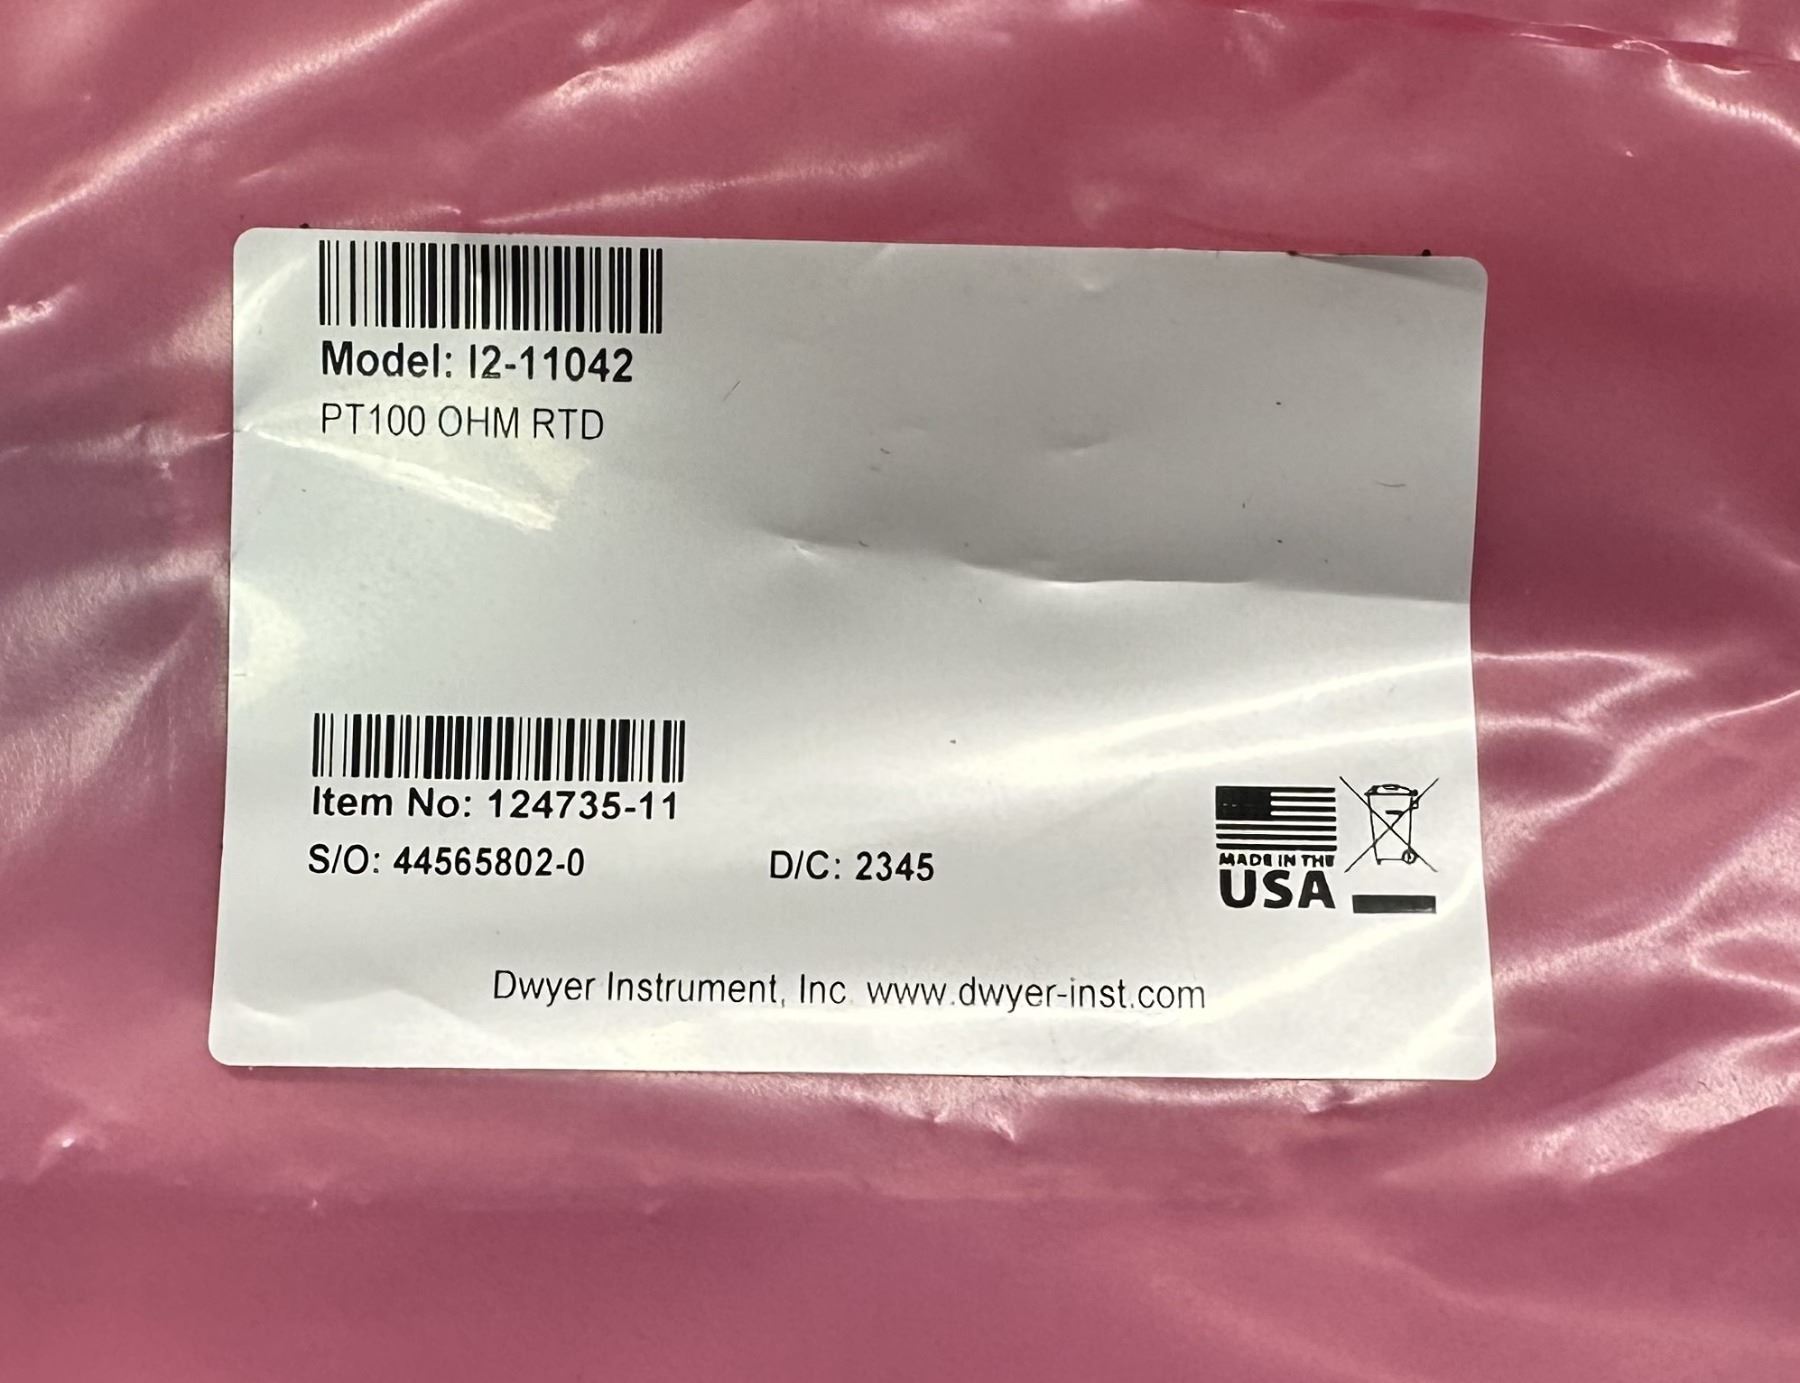 Model: I2-11042
PT100 OHM RTD
Item No: 124735-11
S/O: 44565802-0 D/C: 2345
MADE IN THE
USA
Dwyer Instrument, Inc. www.dwyer-inst.com